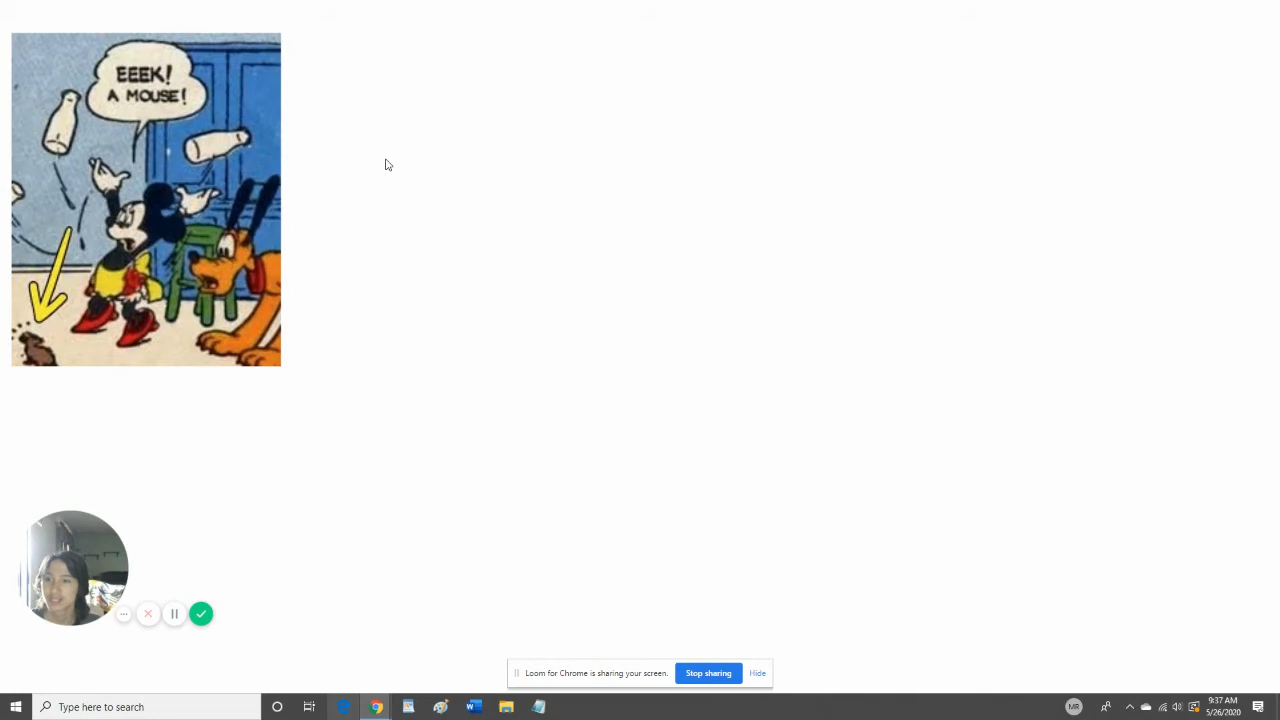 EEEK!
A MOUSE!
Loom for Chrome is sharing your screen. Stop sharing Hide
Type here to search
MR
9:37 AM
5/26/2020